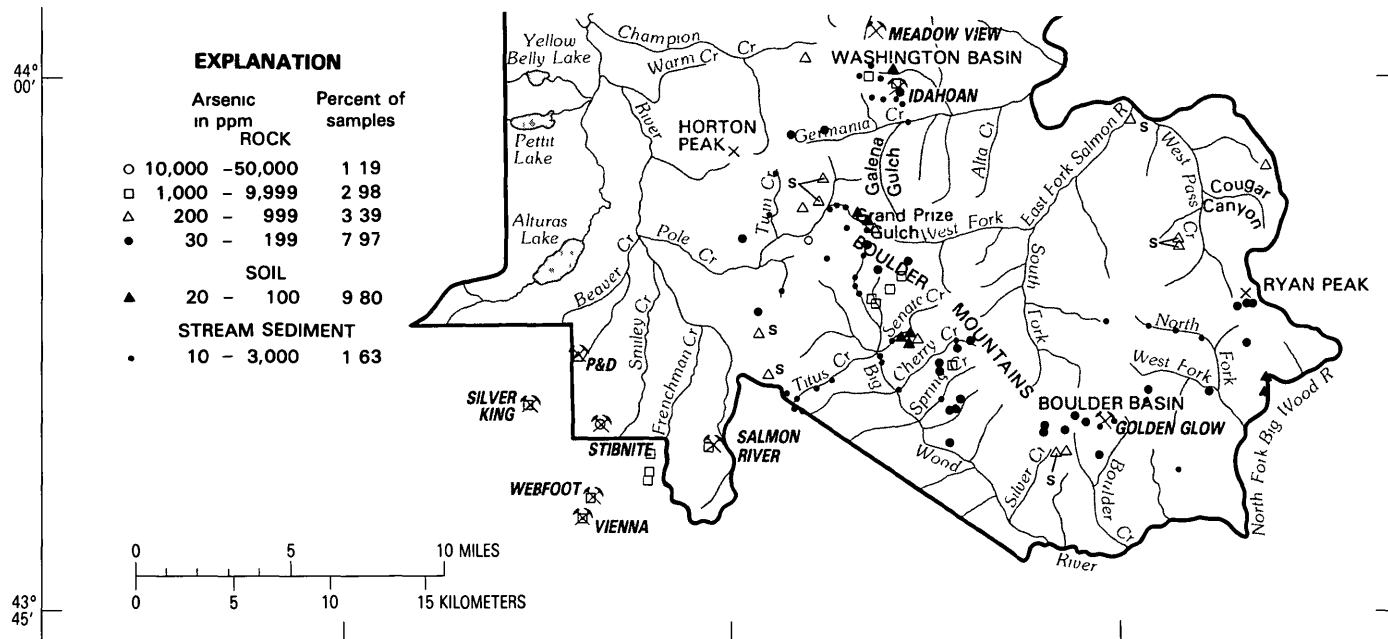 44°
00'
EXPLANATION
Arsenic
in ppm
Percent of
samples
ROCK
10,000 –50,000 1 19
1,000 –9,999 2 98
200 – 999 3 39
30 – 199 7 97
SOIL
20 – 100 9 80
STREAM SEDIMENT
10 – 3,000 1 63
Yellow
Belly Lake
Pettit
Lake
Alturas
Lake
Champion Cr
Warm Cr
River
HORTON
PEAK
MEADOW VIEW
WASHINGTON BASIN
IDAHOAN
Germania Cr
Galena
Gulch
Alta Cr
East Fork Salmon R
S
West Pass Cr
Cougar
Canyon
S
S
Twin Cr
Grand Prize
Gulch
West Fork
Pole Cr
Beaver Cr
Smiley Cr
Frenchman Cr
BOULDER
MOUNTAINS
South
Fork
RYAN PEAK
North
Fork
West Fork
Senate Cr
Cherry Cr
Spring Cr
Titus Cr
Big
Wood
River
S
S
P&D
SILVER
KING
STIBNITE
SALMON
RIVER
WEBFOOT
VIENNA
BOULDER BASIN
GOLDEN GLOW
Silver Cr
S
Boulder
Cr
North Fork Big Wood R
0 5 10 MILES
0 5 10 15 KILOMETERS
43°
45'